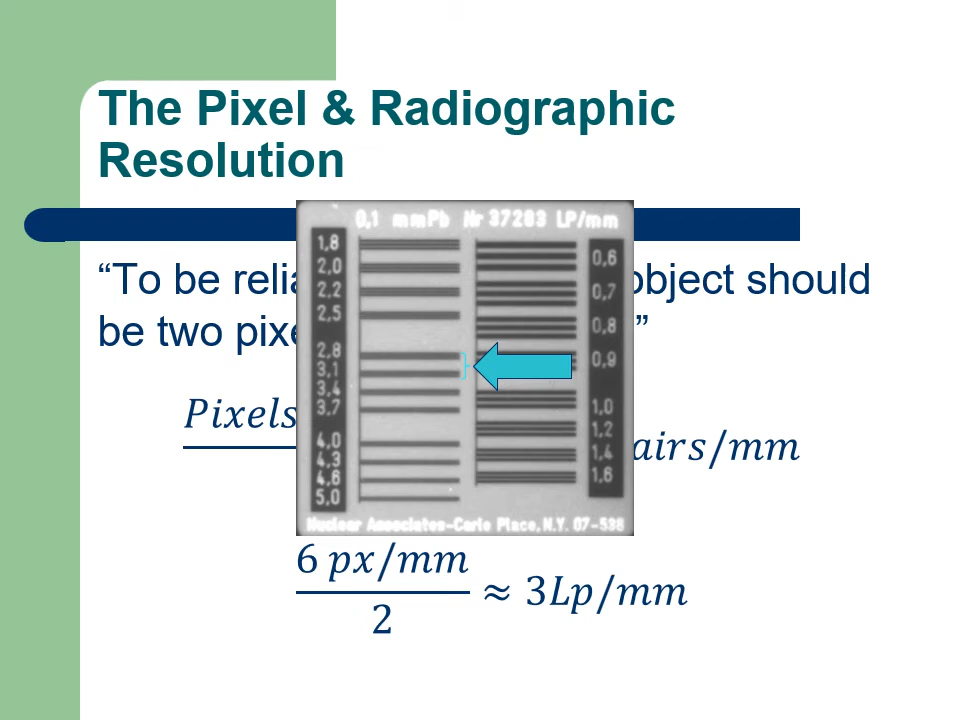 The Pixel & Radiographic
Resolution
0,1 mmPb Nr 37283 LP/mm
1,8
2,0
2,2
2,5
2,8
3,1
3,4
3,7
4,0
4,3
4,6
5,0
0,6
0,7
0,8
0,9
1,0
1,2
1,4
1,6
Nuclear Associates-Carle Place, N.Y. 07-538
“To be object should
be two ”
Pixels /mm
6 px/mm
2
≈ 3Lp/mm